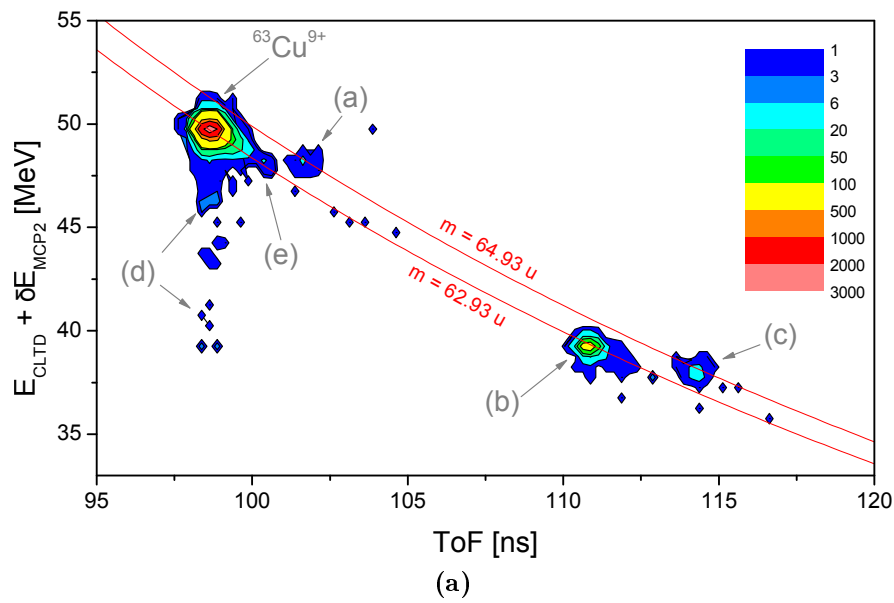 55
50
45
40
35
E_CLTD + δE_MCP2 [MeV]
⁶³Cu⁹⁺
(a)
(d)
(e)
m = 64.93 u
m = 62.93 u
(b)
(c)
1
3
6
20
50
100
500
1000
2000
3000
95 100 105 110 115 120
ToF [ns]
(a)